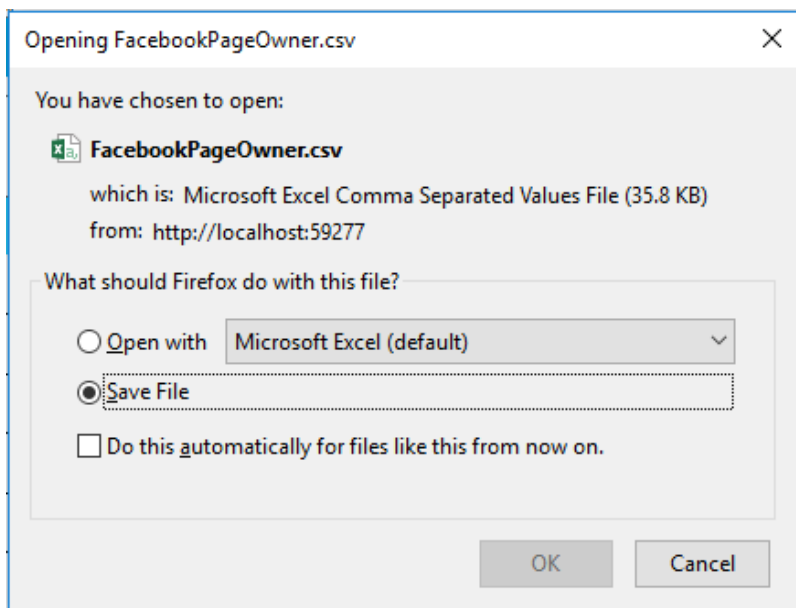 Opening FacebookPageOwner.csv
You have chosen to open:
FacebookPageOwner.csv
which is: Microsoft Excel Comma Separated Values File (35.8 KB)
from: http://localhost:59277
What should Firefox do with this file?
Open with Microsoft Excel (default)
Save File
Do this automatically for files like this from now on.
OK Cancel